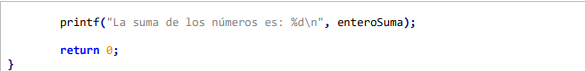 printf("La suma de los números es: %d\n", enteroSuma);
return 0;
}